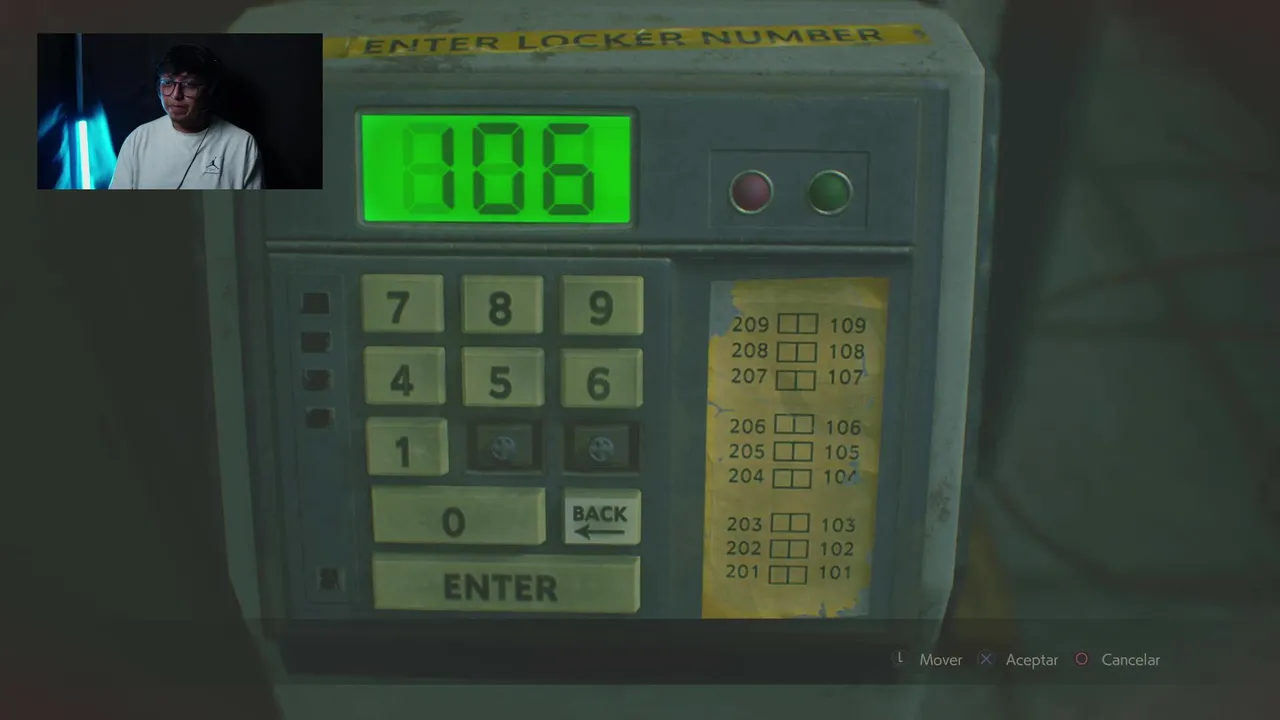 ENTER LOCKER NUMBER
106
7 8 9
4 5 6
1
0 BACK
ENTER
209 109
208 108
207 107
206 106
205 105
204 104
203 103
202 102
201 101
L Mover Aceptar Cancelar